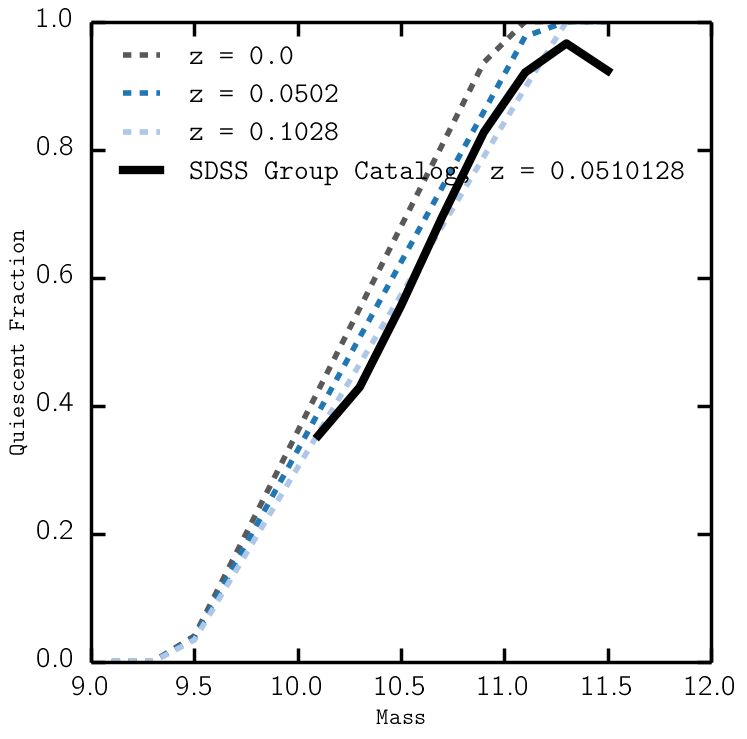 1.0
z = 0.0
z = 0.0502
z = 0.1028
SDSS Group Catalog, z = 0.0510128
0.8
0.6
0.4
0.2
0.0
Quiescent Fraction
9.0 9.5 10.0 10.5 11.0 11.5 12.0
Mass